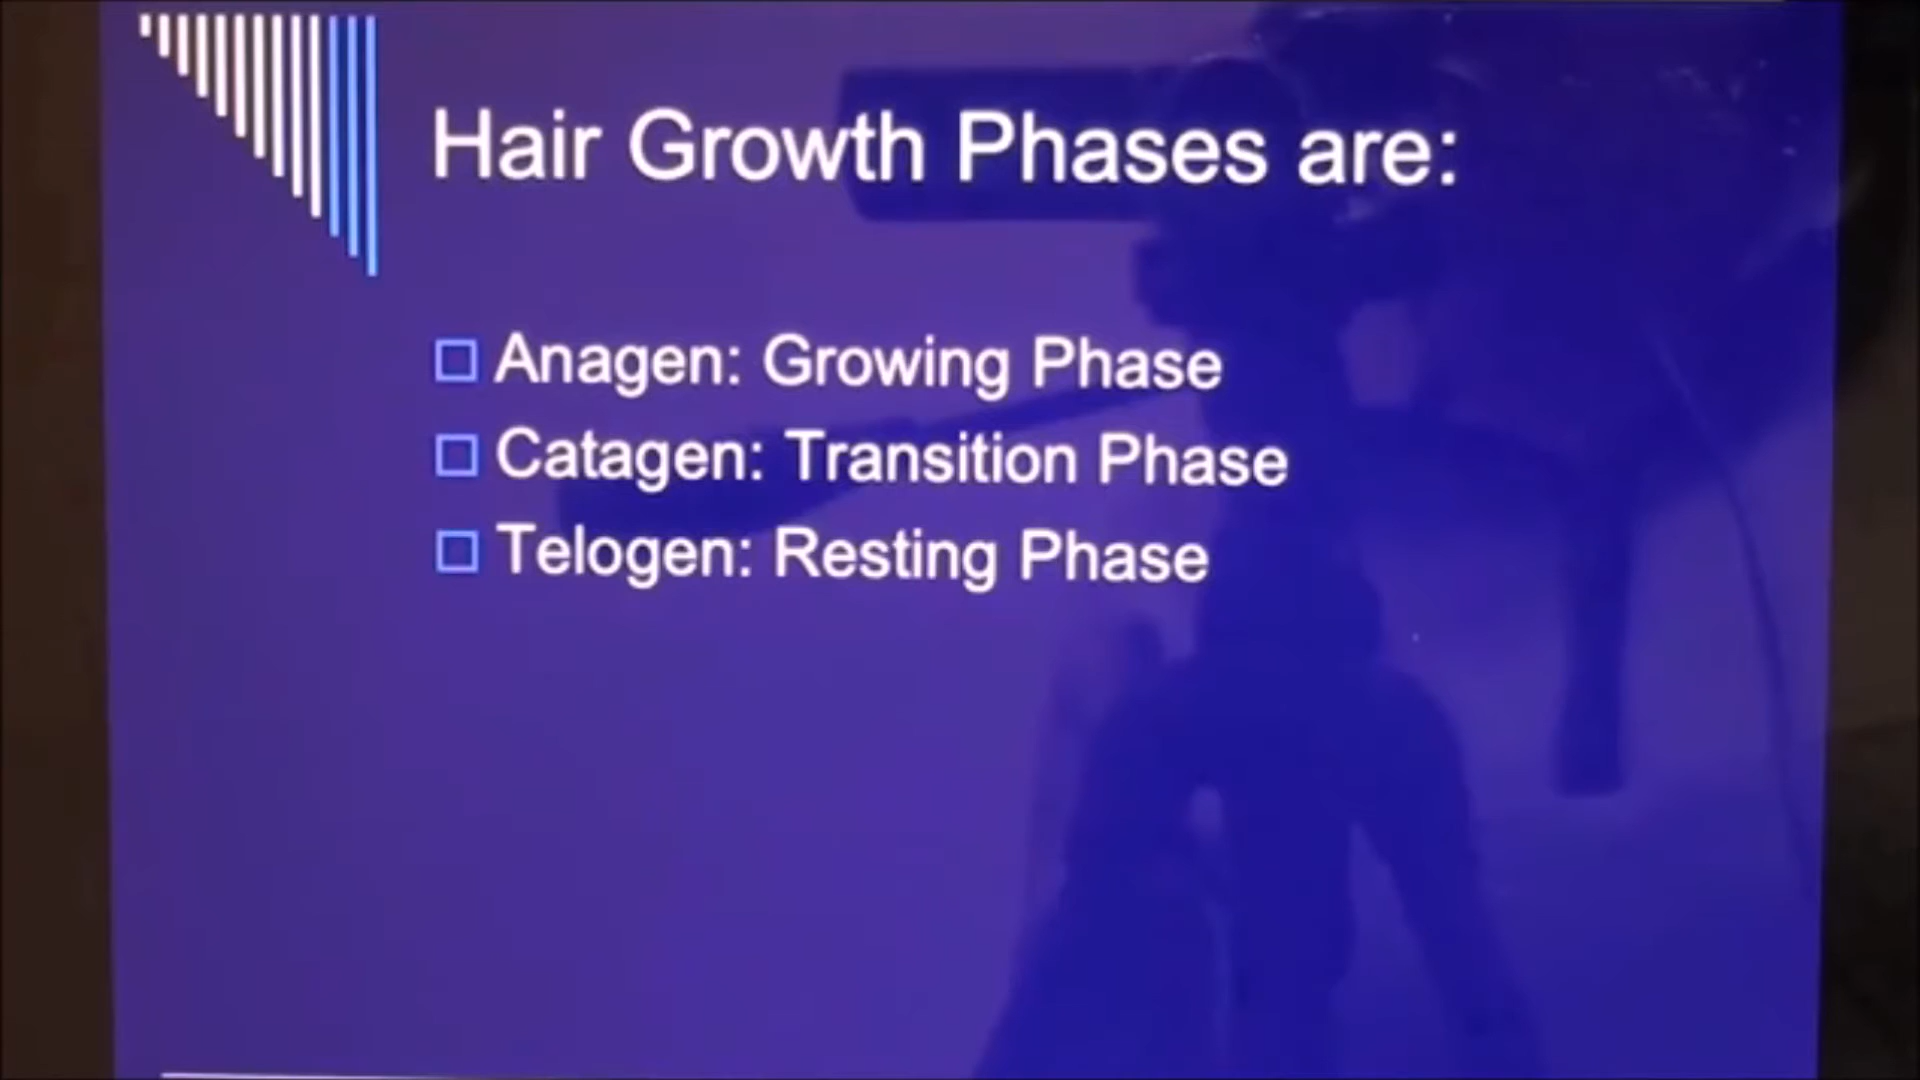 Hair Growth Phases are:
Anagen: Growing Phase
Catagen: Transition Phase
Telogen: Resting Phase